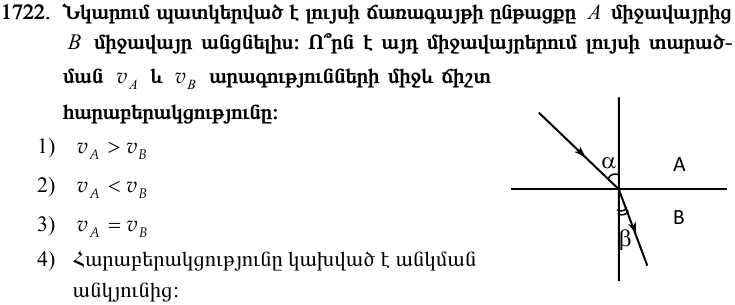 1722. Նկարում պատկերված է լույսի ճառագայթի ընթացքը A միջավայրից
B միջավայր անցնելիս: Ո՞րն է այդ միջավայրերում լույսի տարած-
ման v_A և v_B արագությունների միջև ճիշտ
հարաբերակցությունը:
1) v_A > v_B
2) v_A < v_B
3) v_A = v_B
4) Հարաբերակցությունը կախված է անկման
անկյունից:
α
A
B
β